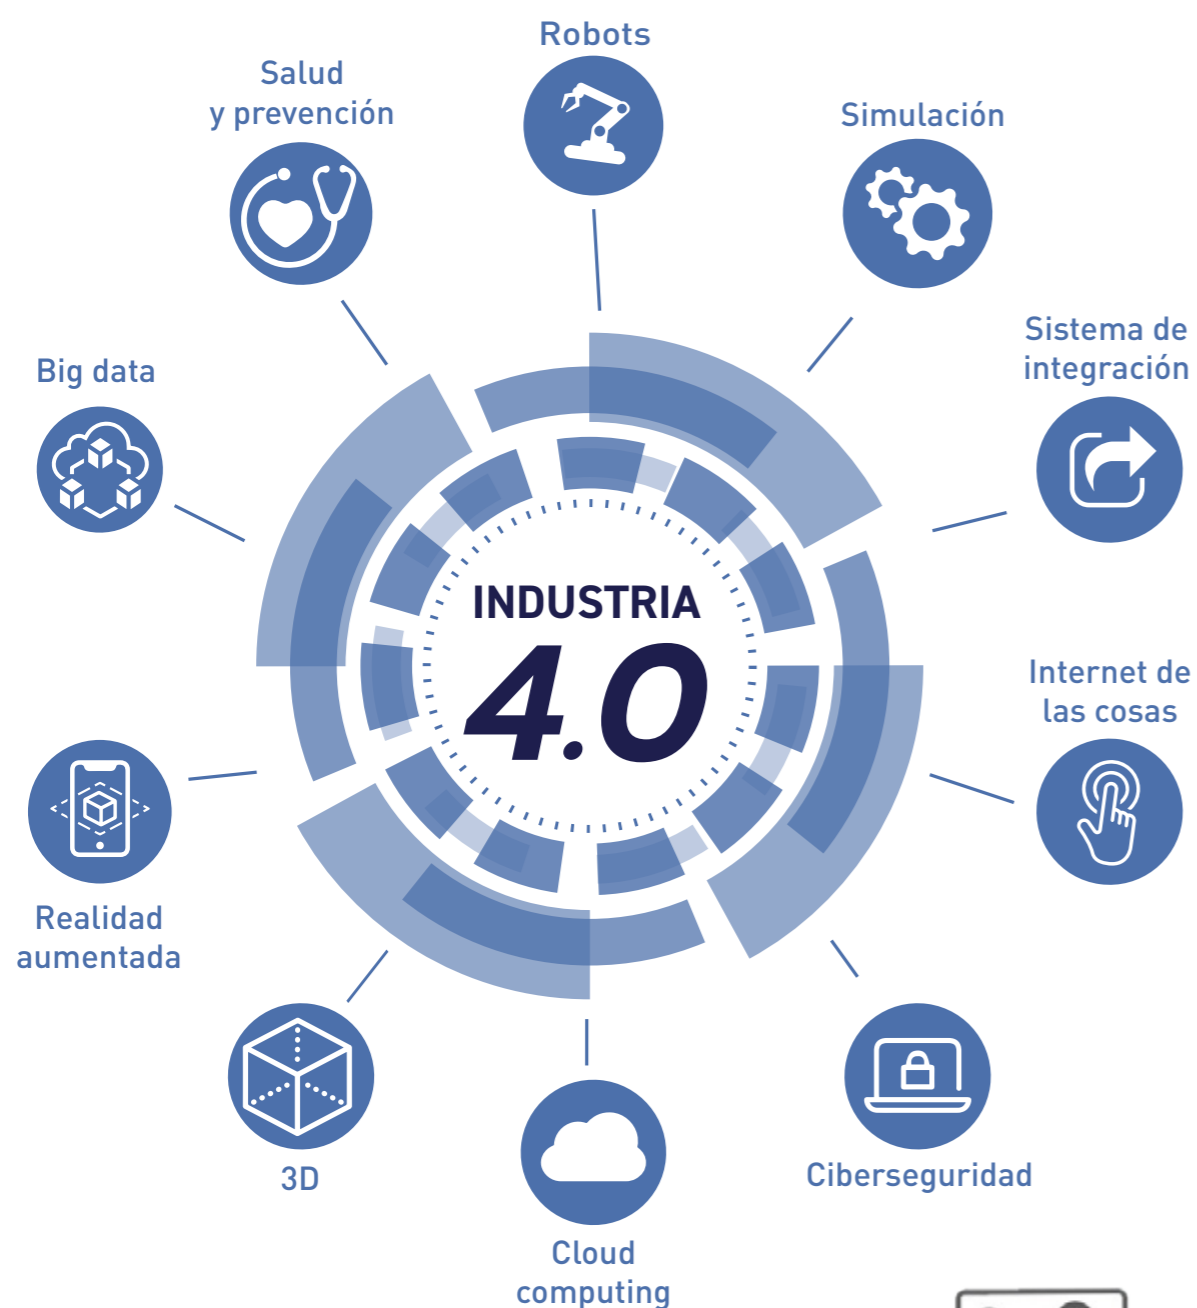 Robots
Salud
y prevención
Simulación
Sistema de
integración
Big data
INDUSTRIA
4.0
Internet de
las cosas
Realidad
aumentada
3D
Ciberseguridad
Cloud
computing